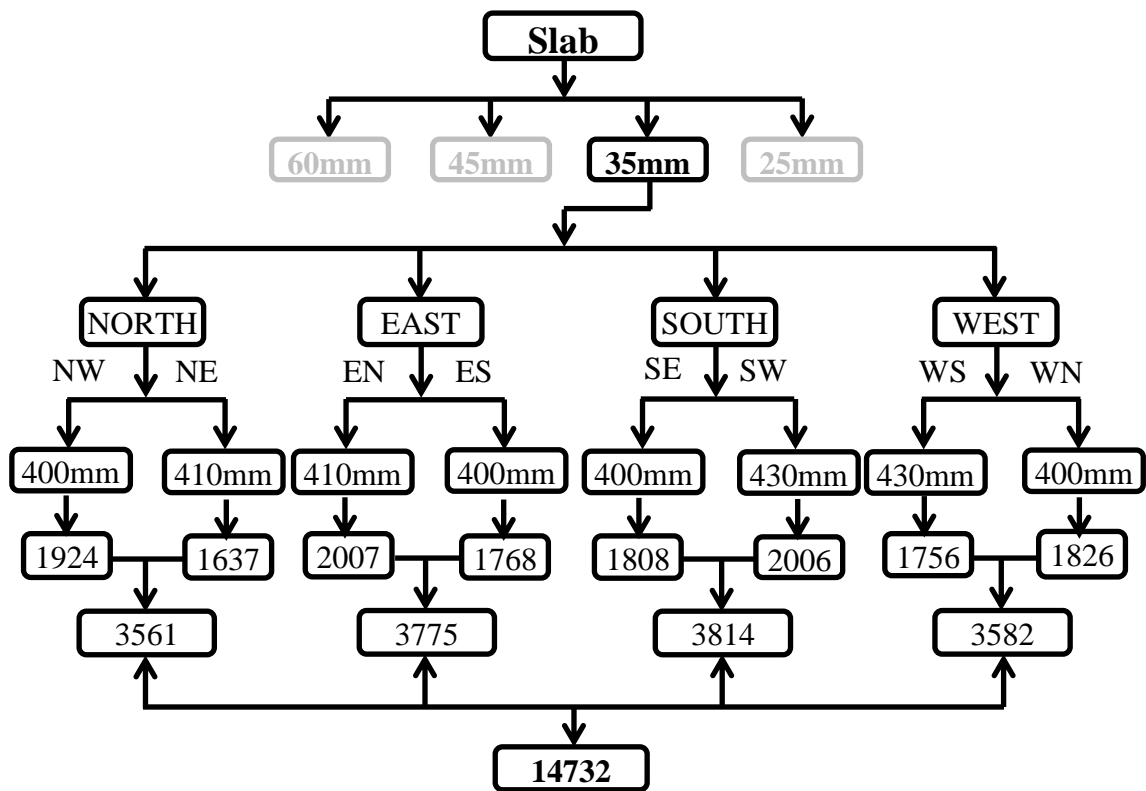 Slab
60mm 45mm 35mm 25mm
NORTH EAST SOUTH WEST
NW NE EN ES SE SW WS WN
400mm 410mm 410mm 400mm 400mm 430mm 430mm 400mm
1924 1637 2007 1768 1808 2006 1756 1826
3561 3775 3814 3582
14732